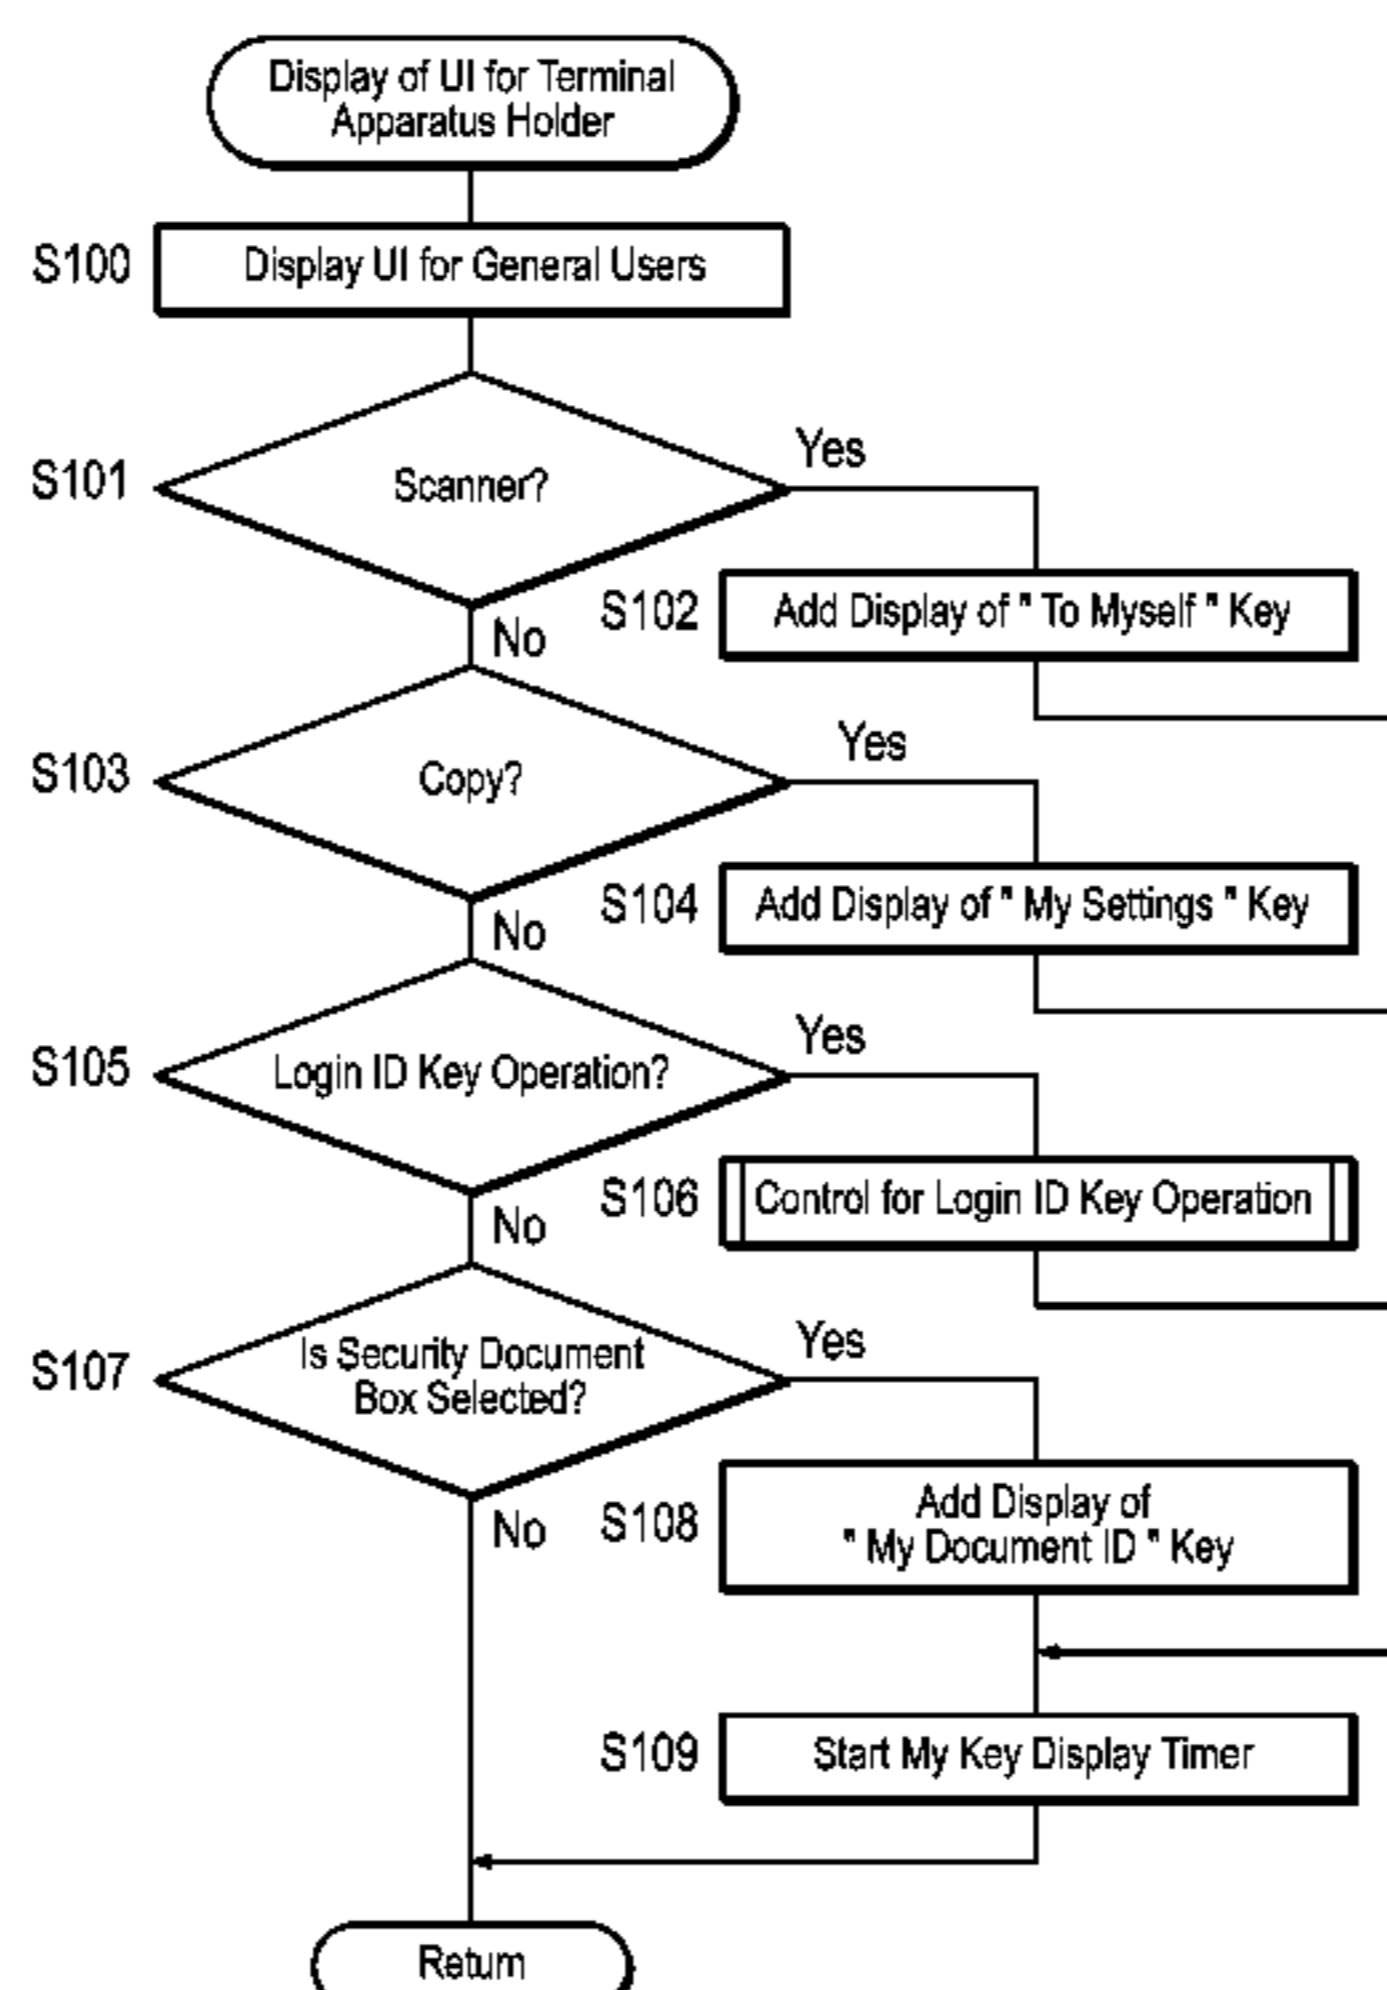 Display of UI for Terminal
Apparatus Holder
S100
Display UI for General Users
S101
Scanner?
Yes
No
S102
Add Display of " To Myself " Key
S103
Copy?
Yes
No
S104
Add Display of " My Settings " Key
S105
Login ID Key Operation?
Yes
No
S106
Control for Login ID Key Operation
S107
Is Security Document
Box Selected?
Yes
No
S108
Add Display of
" My Document ID " Key
S109
Start My Key Display Timer
Return